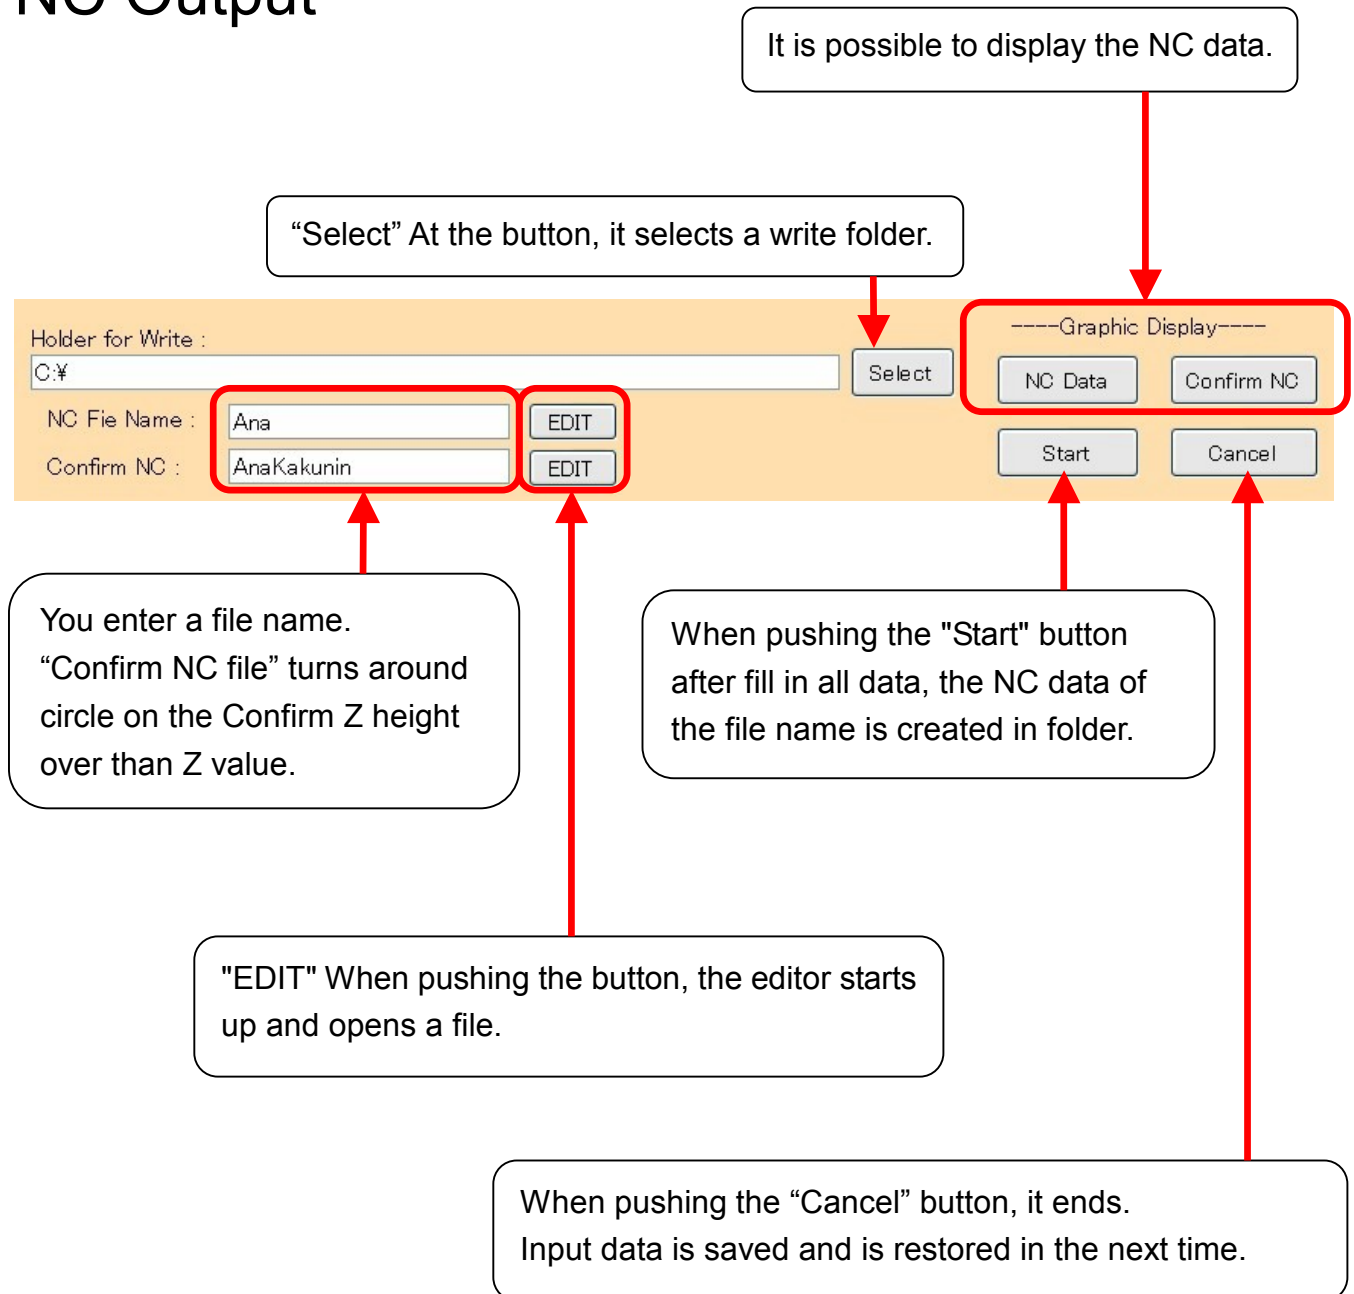 NC Output
It is possible to display the NC data.
“Select” At the button, it selects a write folder.
Holder for Write :
C:¥
Select
----Graphic Display----
NC Data
Confirm NC
NC Fie Name :
Ana
EDIT
Confirm NC :
AnaKakunin
EDIT
Start
Cancel
You enter a file name.
“Confirm NC file” turns around
circle on the Confirm Z height
over than Z value.
When pushing the "Start" button
after fill in all data, the NC data of
the file name is created in folder.
"EDIT" When pushing the button, the editor starts
up and opens a file.
When pushing the “Cancel” button, it ends.
Input data is saved and is restored in the next time.